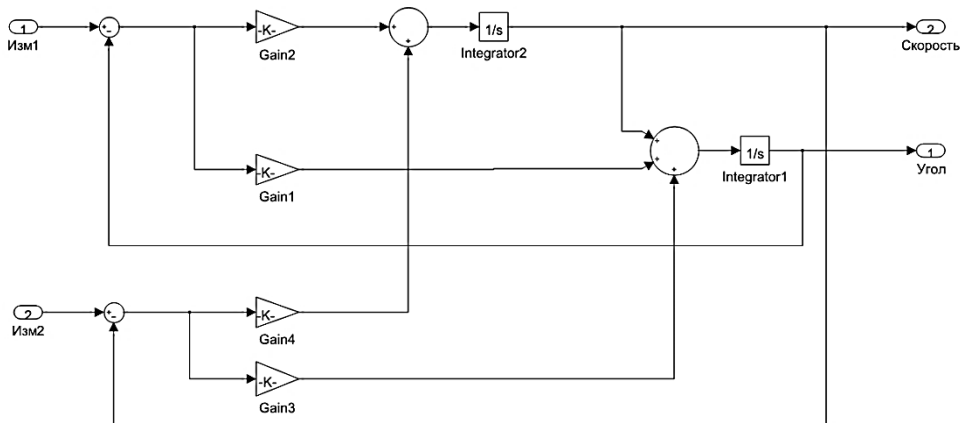 1
Изм1
+
-
-K-
Gain2
+
+
1/s
Integrator2
2
Скорость
-K-
Gain1
+
+
+
1/s
Integrator1
1
Угол
2
Изм2
+
-
-K-
Gain4
-K-
Gain3